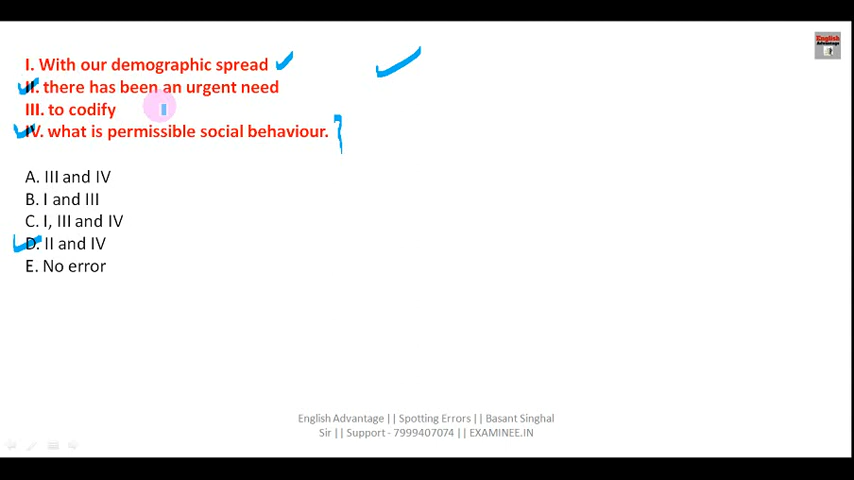 English
Advantage
I. With our demographic spread
II. there has been an urgent need
III. to codify
IV. what is permissible social behaviour.
A. III and IV
B. I and III
C. I, III and IV
D. II and IV
E. No error
English Advantage || Spotting Errors || Basant Singhal
Sir || Support - 7999407074 || EXAMINEE.IN